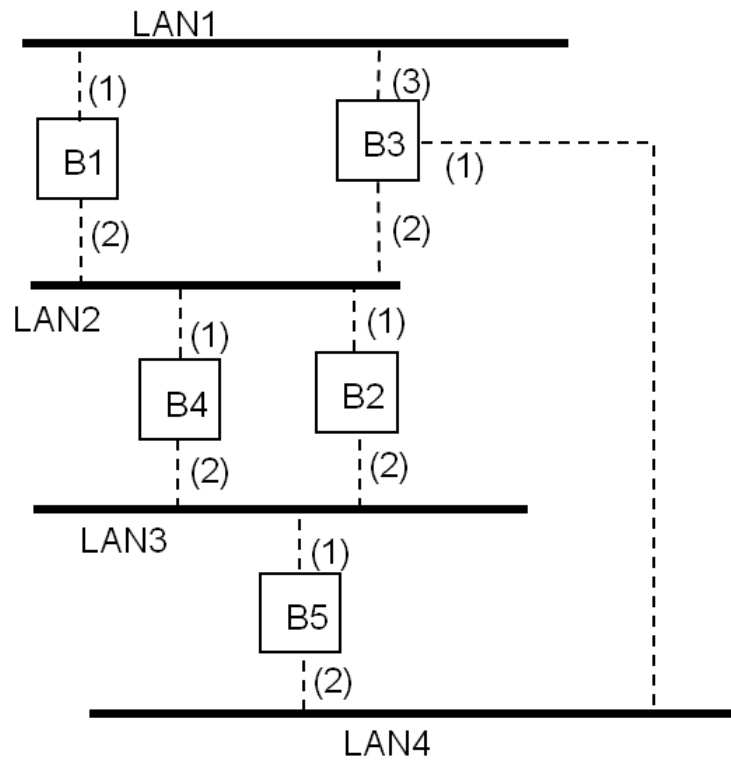 LAN1
(1)
(3)
B1
B3
(1)
(2)
(2)
LAN2
(1)
(1)
B4
B2
(2)
(2)
LAN3
(1)
B5
(2)
LAN4